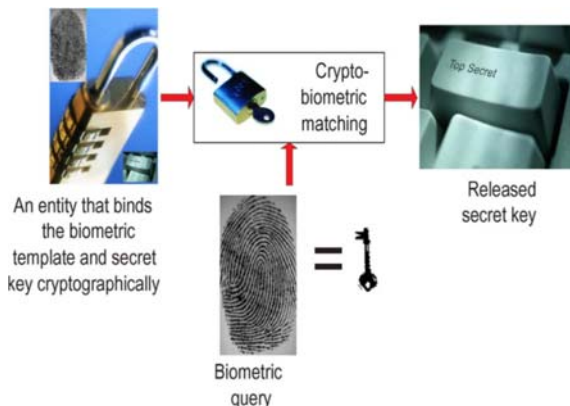 Crypto-
biometric
matching
Top Secret
Released
secret key
An entity that binds
the biometric
template and secret
key cryptographically
=
Biometric
query